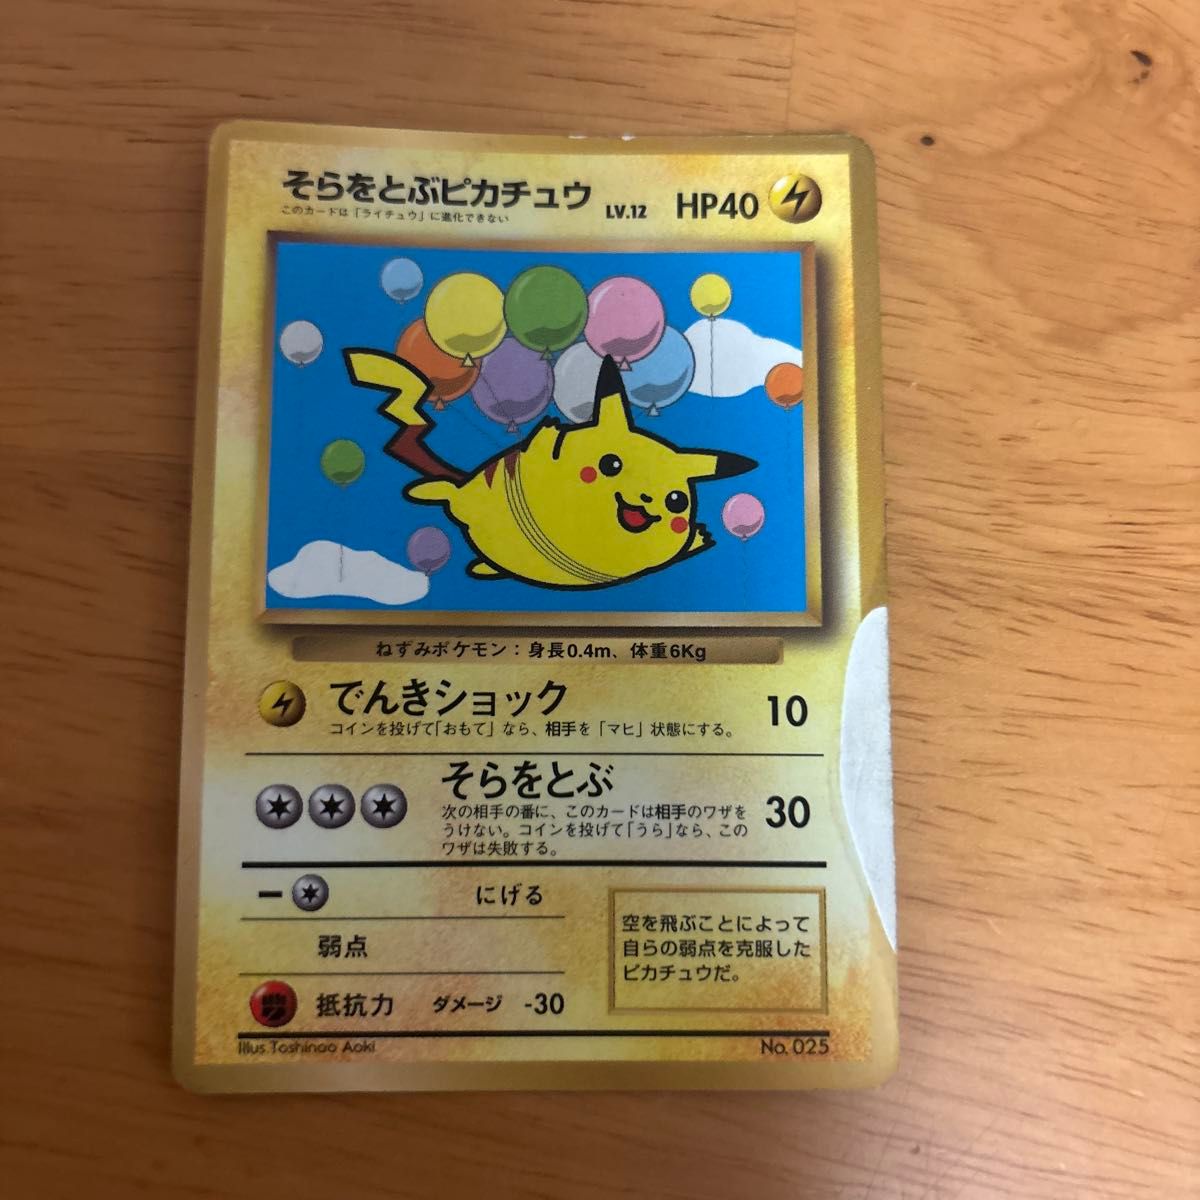 そらをとぶピカチュウ LV.12 HP40
このカードは「ライチュウ」に進化できない
ねずみポケモン：身長0.4m、体重6Kg
でんきショック 10
コインを投げて「おもて」なら、相手を「マヒ」状態にする。
そらをとぶ 30
次の相手の番に、このカードは相手のワザを
うけない。コインを投げて「うら」なら、この
ワザは失敗する。
ー にげる
弱点
抵抗力 ダメージ -30
空を飛ぶことによって
自らの弱点を克服した
ピカチュウだ。
Illus.Toshinao Aoki No. 025